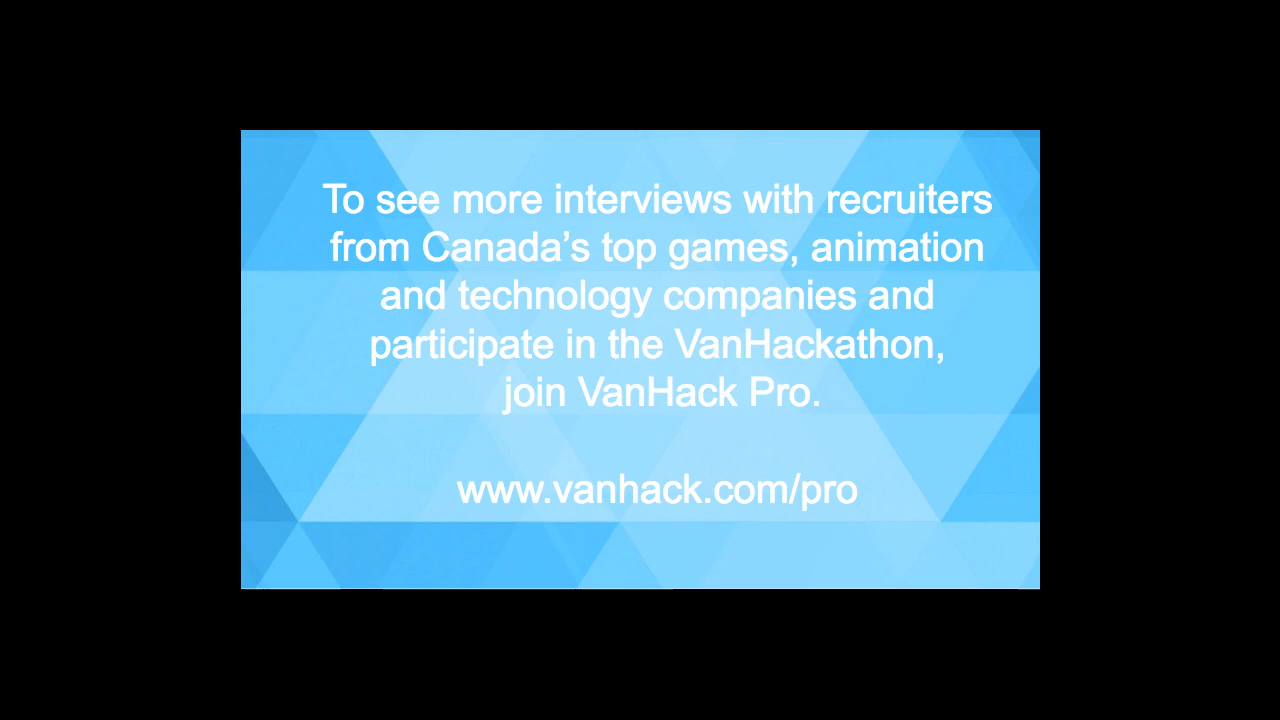 To see more interviews with recruiters
from Canada’s top games, animation
and technology companies and
participate in the VanHackathon,
join VanHack Pro.
www.vanhack.com/pro